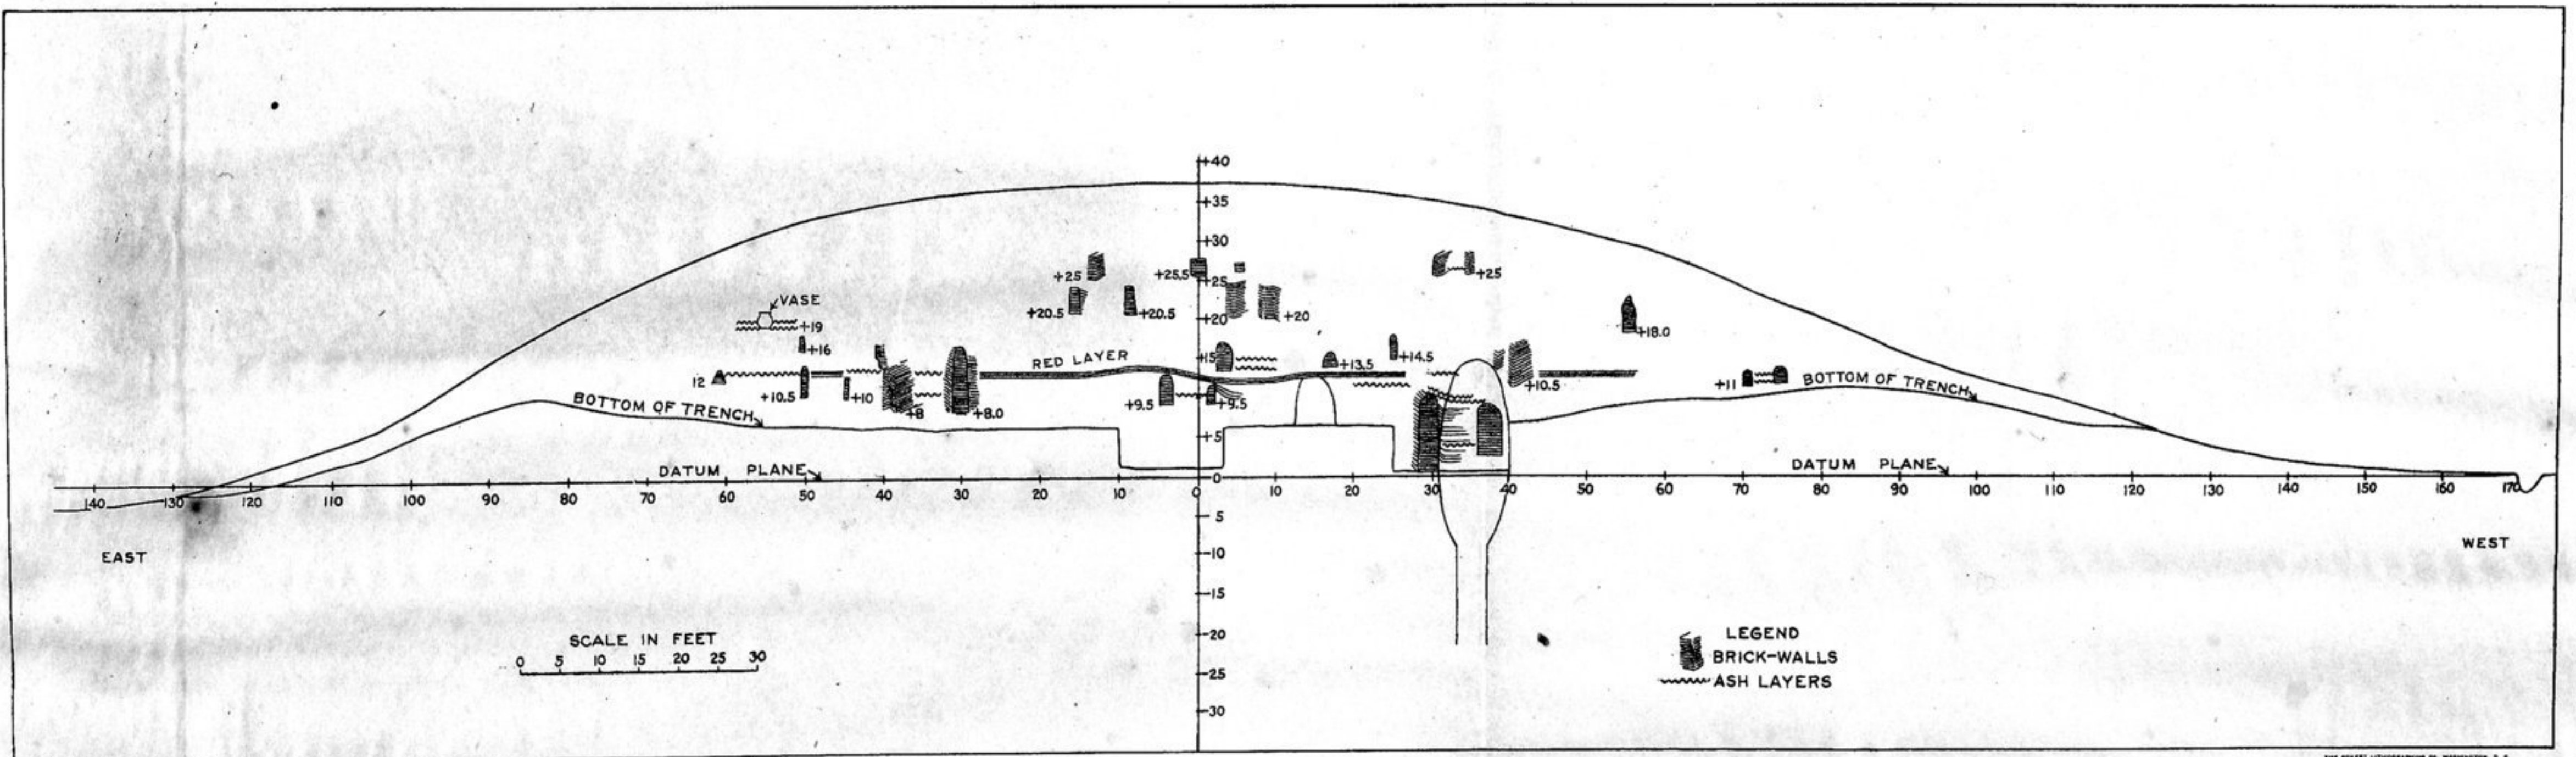 +40
+35
+30
+25 +25.5 +25 +25
VASE
+20.5 +20.5 +20 +20
+19 +18.0
+16
RED LAYER +15 +13.5 +14.5
12 +10.5 +10 +8 +8.0 +9.5 +9.5 +10.5 +11
BOTTOM OF TRENCH BOTTOM OF TRENCH
+5
DATUM PLANE DATUM PLANE
0
140 130 120 110 100 90 80 70 60 50 40 30 20 10 0 10 20 30 40 50 60 70 80 90 100 110 120 130 140 150 160 170
5
EAST WEST
10
15
20
SCALE IN FEET
0 5 10 15 20 25 30
25
30
LEGEND
BRICK-WALLS
ASH LAYERS